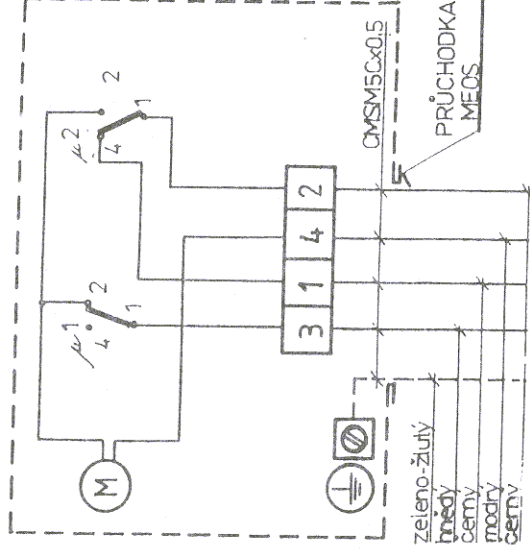 2
μ2
4
1
μ1
4
2
1
M
3 1 4 2
CMSM5Cx0,5
PRŮCHODKA
MEOS
zeleno-žlutý
hnědý
černý
modrý
černý